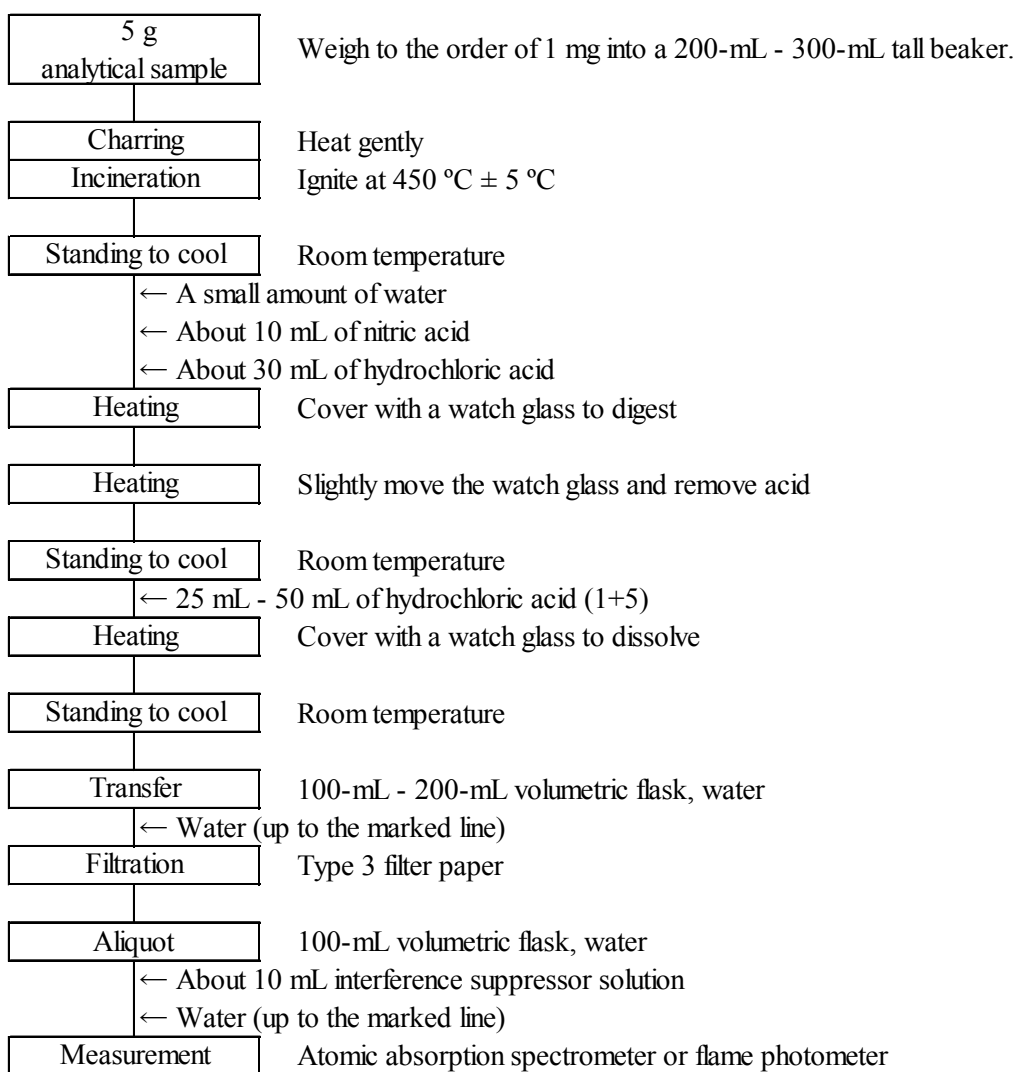 5 g
analytical sample
Weigh to the order of 1 mg into a 200-mL - 300-mL tall beaker.
Charring Heat gently
Incineration Ignite at 450 ºC ± 5 ºC
Standing to cool Room temperature
← A small amount of water
← About 10 mL of nitric acid
← About 30 mL of hydrochloric acid
Heating Cover with a watch glass to digest
Heating Slightly move the watch glass and remove acid
Standing to cool Room temperature
← 25 mL - 50 mL of hydrochloric acid (1+5)
Heating Cover with a watch glass to dissolve
Standing to cool Room temperature
Transfer 100-mL - 200-mL volumetric flask, water
← Water (up to the marked line)
Filtration Type 3 filter paper
Aliquot 100-mL volumetric flask, water
← About 10 mL interference suppressor solution
← Water (up to the marked line)
Measurement Atomic absorption spectrometer or flame photometer